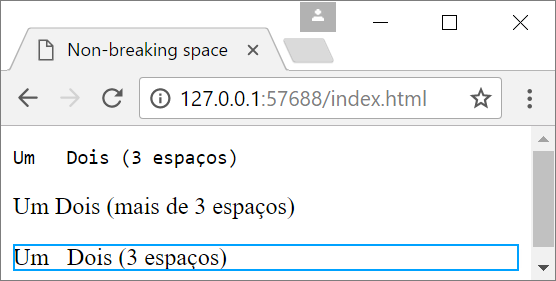 Non-breaking space
127.0.0.1:57688/index.html
Um   Dois (3 espaços)
Um Dois (mais de 3 espaços)
Um   Dois (3 espaços)